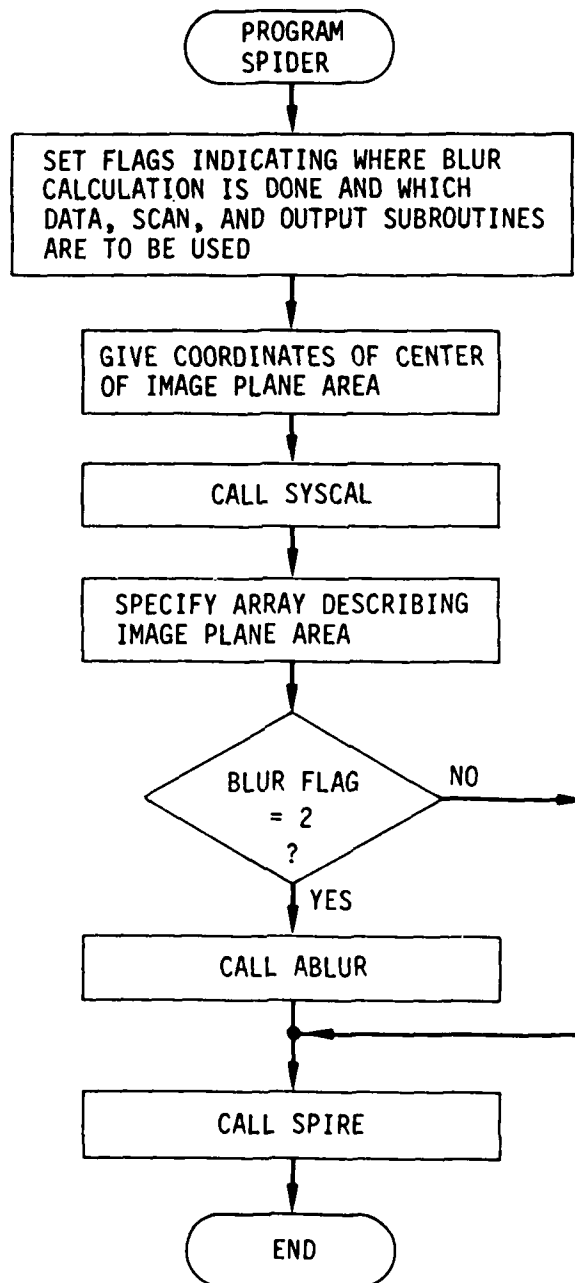 PROGRAM
SPIDER
SET FLAGS INDICATING WHERE BLUR
CALCULATION IS DONE AND WHICH
DATA, SCAN, AND OUTPUT SUBROUTINES
ARE TO BE USED
GIVE COORDINATES OF CENTER
OF IMAGE PLANE AREA
CALL SYSCAL
SPECIFY ARRAY DESCRIBING
IMAGE PLANE AREA
BLUR FLAG
= 2
?
NO
YES
CALL ABLUR
CALL SPIRE
END